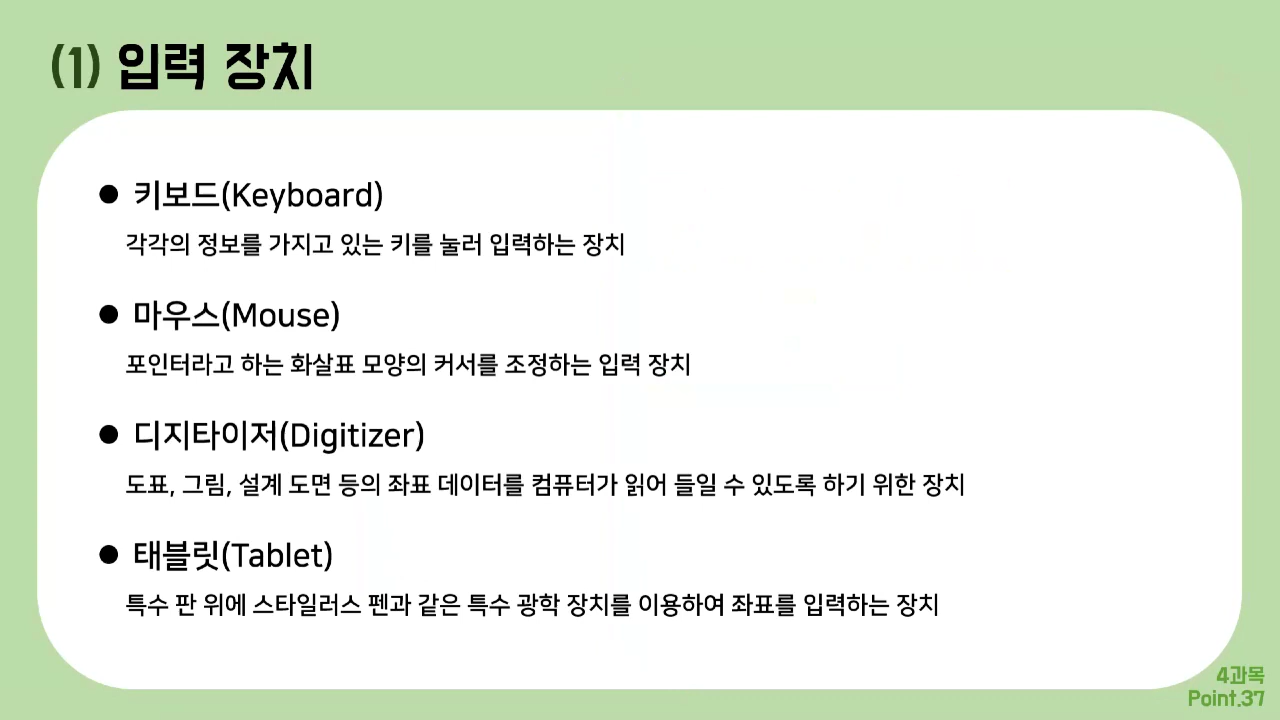 (1) 입력 장치
● 키보드(Keyboard)
각각의 정보를 가지고 있는 키를 눌러 입력하는 장치
● 마우스(Mouse)
포인터라고 하는 화살표 모양의 커서를 조정하는 입력 장치
● 디지타이저(Digitizer)
도표, 그림, 설계 도면 등의 좌표 데이터를 컴퓨터가 읽어 들일 수 있도록 하기 위한 장치
● 태블릿(Tablet)
특수 판 위에 스타일러스 펜과 같은 특수 광학 장치를 이용하여 좌표를 입력하는 장치
4과목
Point.37